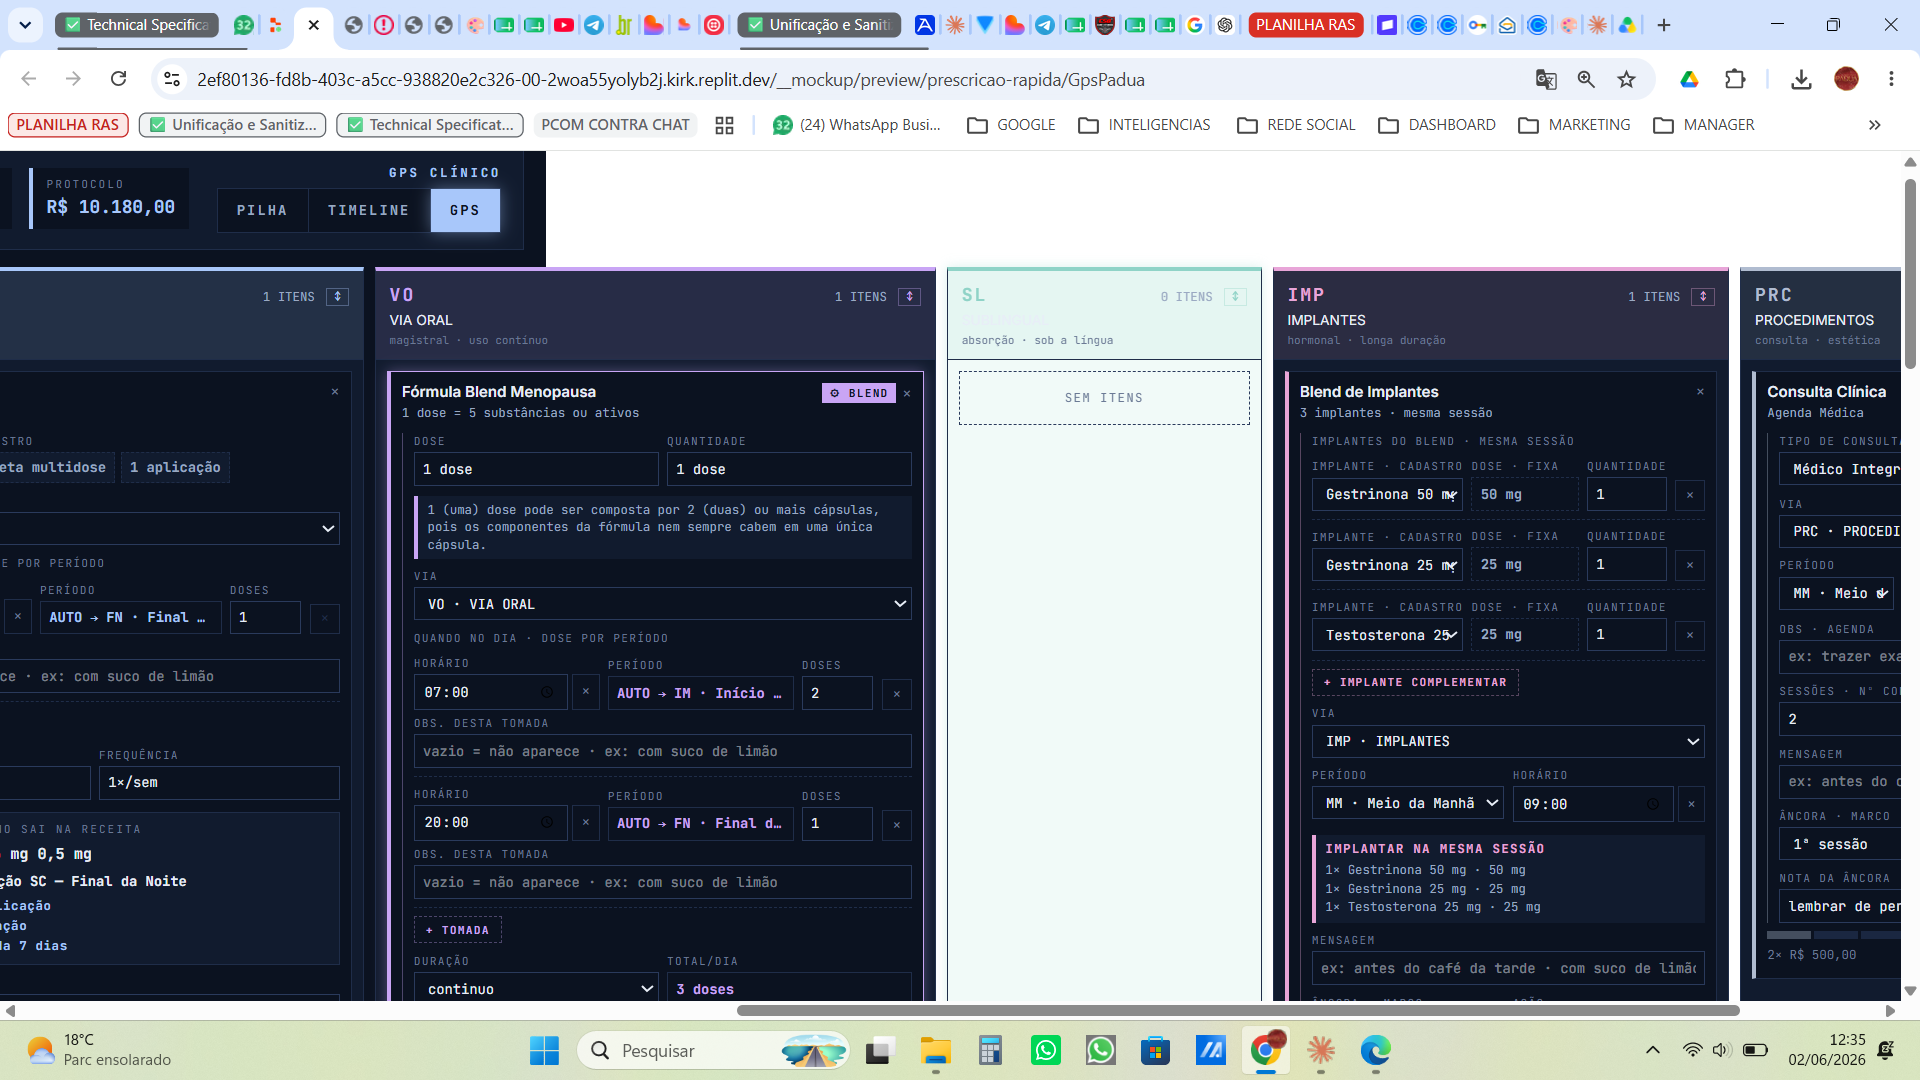 Technical Specifica
32
Unificação e Saniti
PLANILHA RAS
2ef80136-fd8b-403c-a5cc-938820e2c326-00-2woa55yolyb2j.kirk.replit.dev/__mockup/preview/prescricao-rapida/GpsPadua
PLANILHA RAS
Unificação e Sanitiz...
Technical Specificat...
PCOM CONTRA CHAT
32 (24) WhatsApp Busi...
GOOGLE
INTELIGENCIAS
REDE SOCIAL
DASHBOARD
MARKETING
MANAGER
»
PROTOCOLO
R$ 10.180,00
GPS CLÍNICO
PILHA
TIMELINE
GPS
1 ITENS ↕
×
STRO
eta multidose
1 aplicação
E POR PERÍODO
PERÍODO
DOSES
×
AUTO → FN · Final …
1
×
ce · ex: com suco de limão
FREQUÊNCIA
1×/sem
O SAI NA RECEITA
mg 0,5 mg
ção SC — Final da Noite
licação
ção
da 7 dias
VO
1 ITENS ↕
VIA ORAL
magistral · uso contínuo
Fórmula Blend Menopausa
⚙ BLEND ×
1 dose = 5 substâncias ou ativos
DOSE
QUANTIDADE
1 dose
1 dose
1 (uma) dose pode ser composta por 2 (duas) ou mais cápsulas,
pois os componentes da fórmula nem sempre cabem em uma única
cápsula.
VIA
VO · VIA ORAL
QUANDO NO DIA · DOSE POR PERÍODO
HORÁRIO
PERÍODO
DOSES
07:00
×
AUTO → IM · Início …
2
×
OBS. DESTA TOMADA
vazio = não aparece · ex: com suco de limão
HORÁRIO
PERÍODO
DOSES
20:00
×
AUTO → FN · Final d…
1
×
OBS. DESTA TOMADA
vazio = não aparece · ex: com suco de limão
+ TOMADA
DURAÇÃO
TOTAL/DIA
continuo
3 doses
SL
0 ITENS ↕
absorção · sob a língua
SEM ITENS
IMP
1 ITENS ↕
IMPLANTES
hormonal · longa duração
Blend de Implantes
×
3 implantes · mesma sessão
IMPLANTES DO BLEND · MESMA SESSÃO
IMPLANTE · CADASTRO
DOSE · FIXA
QUANTIDADE
Gestrinona 50 m
50 mg
1
×
IMPLANTE · CADASTRO
DOSE · FIXA
QUANTIDADE
Gestrinona 25 m
25 mg
1
×
IMPLANTE · CADASTRO
DOSE · FIXA
QUANTIDADE
Testosterona 25
25 mg
1
×
+ IMPLANTE COMPLEMENTAR
VIA
IMP · IMPLANTES
PERÍODO
HORÁRIO
MM · Meio da Manhã
09:00
×
IMPLANTAR NA MESMA SESSÃO
1× Gestrinona 50 mg · 50 mg
1× Gestrinona 25 mg · 25 mg
1× Testosterona 25 mg · 25 mg
MENSAGEM
ex: antes do café da tarde · com suco de limão
PRC
PROCEDIMENTOS
consulta · estética
Consulta Clínica
Agenda Médica
TIPO DE CONSULTA
Médico Integr
VIA
PRC · PROCEDI
PERÍODO
MM · Meio d
OBS · AGENDA
ex: trazer exa
SESSÕES · Nº CO
2
MENSAGEM
ex: antes do c
ÂNCORA · MARCO
1ª sessão
NOTA DA ÂNCORA
lembrar de per
2× R$ 500,00
18°C
Parc ensolarado
Pesquisar
12:35
02/06/2026